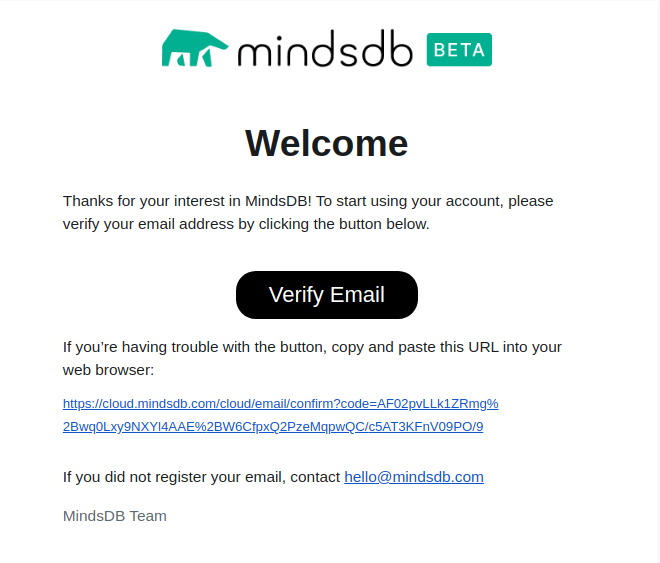 mindsdb BETA
Welcome
Thanks for your interest in MindsDB! To start using your account, please
verify your email address by clicking the button below.
Verify Email
If you’re having trouble with the button, copy and paste this URL into your
web browser:
https://cloud.mindsdb.com/cloud/email/confirm?code=AF02pvLLk1ZRmg%
2Bwq0Lxy9NXYl4AAE%2BW6CfpxQ2PzeMqpwQC/c5AT3KFnV09PO/9
If you did not register your email, contact hello@mindsdb.com
MindsDB Team